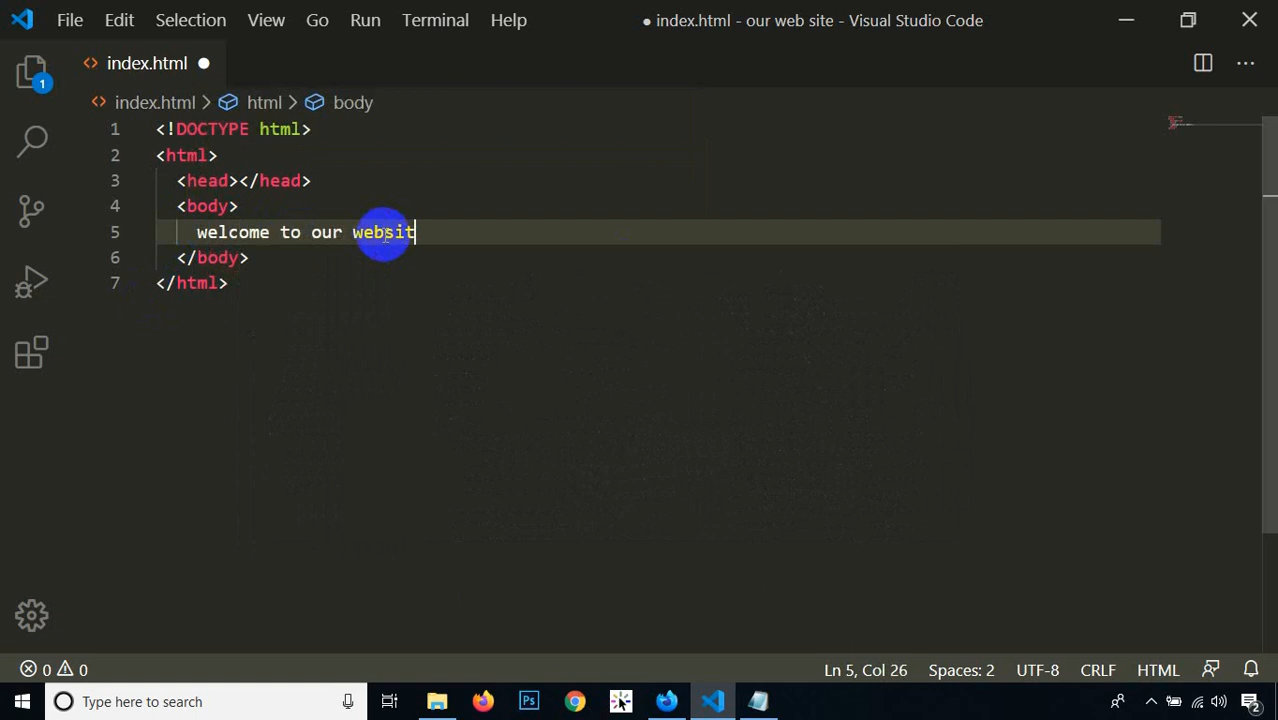 File Edit Selection View Go Run Terminal Help ● index.html - our web site - Visual Studio Code
1
index.html ●
index.html > html > body
1 <!DOCTYPE html>
2 <html>
3 <head></head>
4 <body>
5 welcome to our websit
6 </body>
7 </html>
0 0 Ln 5, Col 26 Spaces: 2 UTF-8 CRLF HTML
Type here to search Ps 2